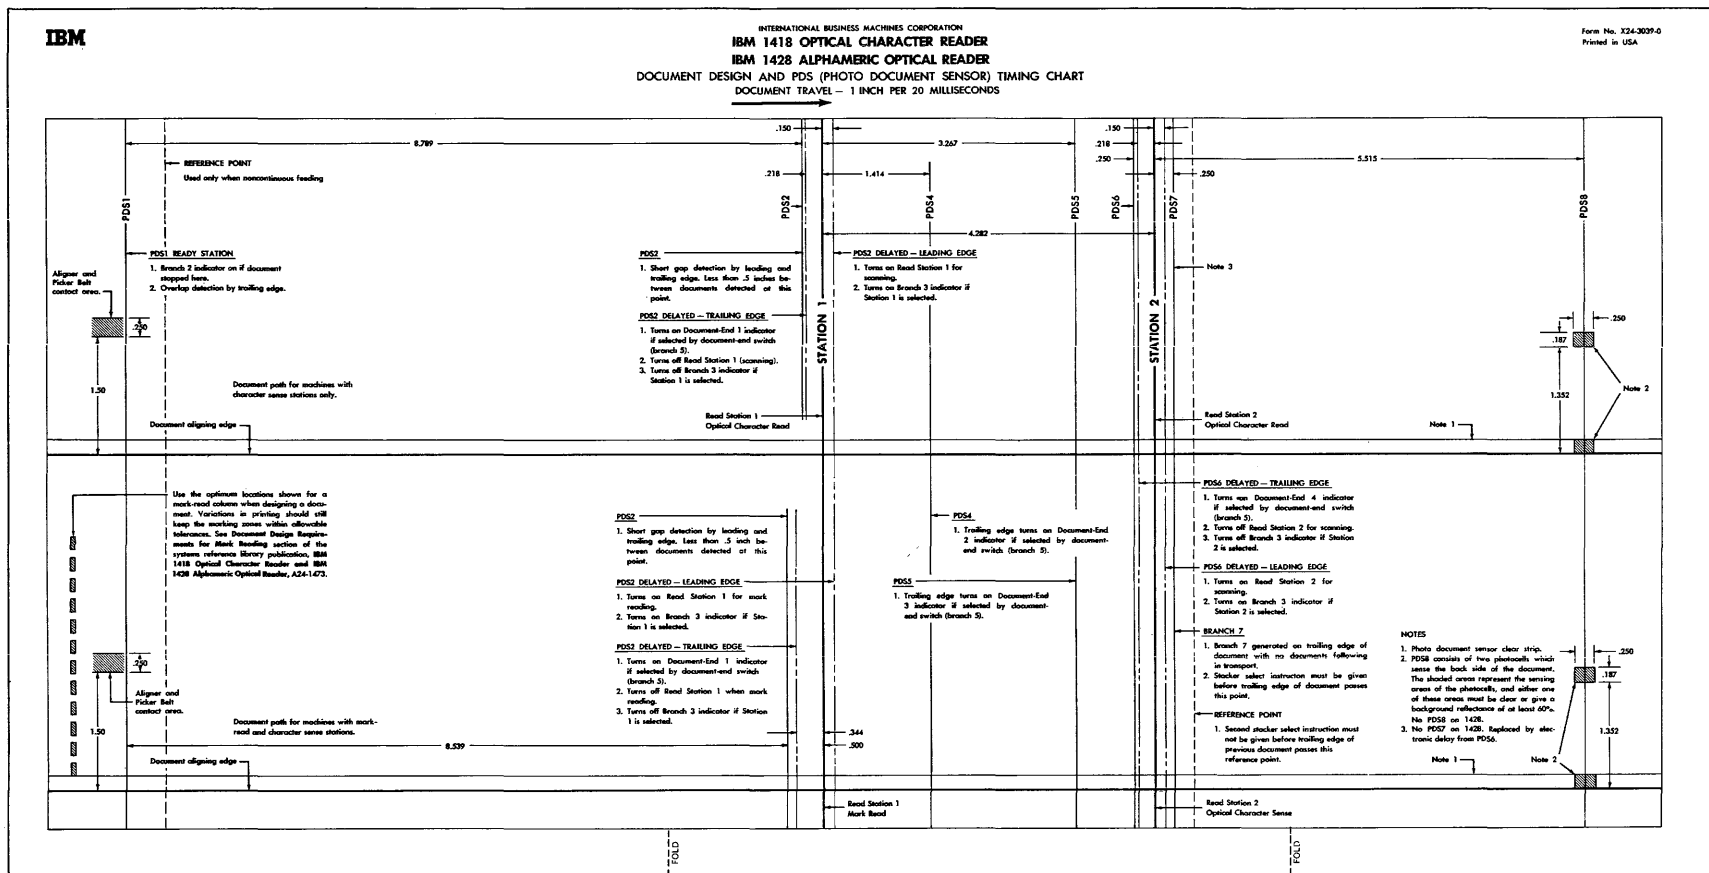 IBM
INTERNATIONAL BUSINESS MACHINES CORPORATION
IBM 1418 OPTICAL CHARACTER READER
IBM 1428 ALPHAMERIC OPTICAL READER
DOCUMENT DESIGN AND PDS (PHOTO DOCUMENT SENSOR) TIMING CHART
DOCUMENT TRAVEL — 1 INCH PER 20 MILLISECONDS
Form No. X24-3039-0
Printed in USA
.150
.150
8.789
3.267
.218
.250
5.515
REFERENCE POINT
Used only when noncontinuous feeding
.218
1.414
.250
PDS1
PDS2
PDS4
PDS5
PDS6
PDS7
PDS8
4.282
PDS1 READY STATION
1. Branch 2 indicator on if document
stopped here.
2. Overlap detection by trailing edge.
Aligner and
Picker Belt
contact area.
.250
1.50
Document path for machines with
character sense stations only.
Document aligning edge
PDS2
1. Short gap detection by leading and
trailing edge. Less than .5 inches be-
tween documents detected at this
point.
PDS2 DELAYED — TRAILING EDGE
1. Turns on Document-End 1 indicator
if selected by document-end switch
(branch 5).
2. Turns off Read Station 1 (scanning).
3. Turns off Branch 3 indicator if
Station 1 is selected.
Read Station 1
Optical Character Read
STATION 1
PDS2 DELAYED — LEADING EDGE
1. Turns on Read Station 1 for
scanning.
2. Turns on Branch 3 indicator if
Station 1 is selected.
STATION 2
Note 3
Read Station 2
Optical Character Read
Note 1
.250
.187
1.352
Note 2
Use the optimum locations shown for a
mark-read column when designing a docu-
ment. Variations in printing should still
keep the marking zones within allowable
tolerances. See Document Design Require-
ments for Mark Reading section of the
systems reference library publication, IBM
1418 Optical Character Reader and IBM
1428 Alphameric Optical Reader, A24-1473.
.250
Aligner and
Picker Belt
contact area.
1.50
Document path for machines with mark-
read and character sense stations.
8.539
Document aligning edge
PDS2
1. Short gap detection by leading and
trailing edge. Less than .5 inch be-
tween documents detected at this
point.
PDS2 DELAYED — LEADING EDGE
1. Turns on Read Station 1 for mark
reading.
2. Turns on Branch 3 indicator if Sta-
tion 1 is selected.
PDS2 DELAYED — TRAILING EDGE
1. Turns on Document-End 1 indicator
if selected by document-end switch
(branch 5).
2. Turns off Read Station 1 when mark
reading.
3. Turns off Branch 3 indicator if Station
1 is selected.
.344
.500
Read Station 1
Mark Read
PDS4
1. Trailing edge turns on Document-End
2 indicator if selected by document-
end switch (branch 5).
PDS5
1. Trailing edge turns on Document-End
3 indicator if selected by document-
end switch (branch 5).
PDS6 DELAYED — TRAILING EDGE
1. Turns on Document-End 4 indicator
if selected by document-end switch
(branch 5).
2. Turns off Read Station 2 for scanning.
3. Turns off Branch 3 indicator if Station
2 is selected.
PDS6 DELAYED — LEADING EDGE
1. Turns on Read Station 2 for
scanning.
2. Turns on Branch 3 indicator if
Station 2 is selected.
BRANCH 7
1. Branch 7 generated on trailing edge of
document with no documents following
in transport.
2. Stacker select instructon must be given
before trailing edge of document passes
this point.
REFERENCE POINT
1. Second stacker select instruction must
not be given before trailing edge of
previous document passes this
reference point.
Read Station 2
Optical Character Sense
NOTES
1. Photo document sensor clear strip.
2. PDS8 consists of two photocells which
sense the back side of the document.
The shaded areas represent the sensing
areas of the photocells, and either one
of these areas must be clear or give a
background reflectance of at least 60%.
No PDS8 on 1428.
3. No PDS7 on 1428. Replaced by elec-
tronic delay from PDS6.
Note 1
Note 2
.250
.187
1.352
FOLD
FOLD